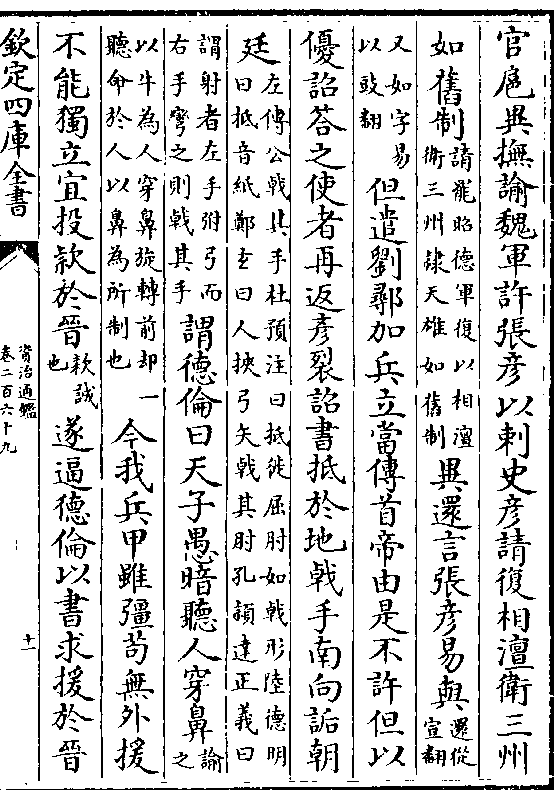 官扈異撫諭魏軍許張彥以刺史彥請復相澶衛三州
如舊制
請罷昭德軍復以相澶
衛三州隸天雄如舊制
異還言張彥易與
還從
宣翻
又如字易
以豉翻
但遣劉鄩加兵立當傳首帝由是不許但以
優詔答之使者再返彥裂詔書抵於地戟手南向詬朝
廷
左傳公戟其手杜預注曰抵徙屈肘如戟形陸德明
曰抵音紙鄭玄曰人挾弓矢戟其肘孔頴達正義曰
謂射者左手拊弓而
右手彎之則戟其手
謂德倫曰天子愚暗聽人穿鼻
諭
之
以牛為人穿鼻旋轉前却一
聽命於人以鼻為所制也
今我兵甲雖彊苟無外援
不能獨立宜投款於晉
款誠
也
遂逼德倫以書求援於晉
欽定四庫全書
資治通鑑
卷二百六十九
十一